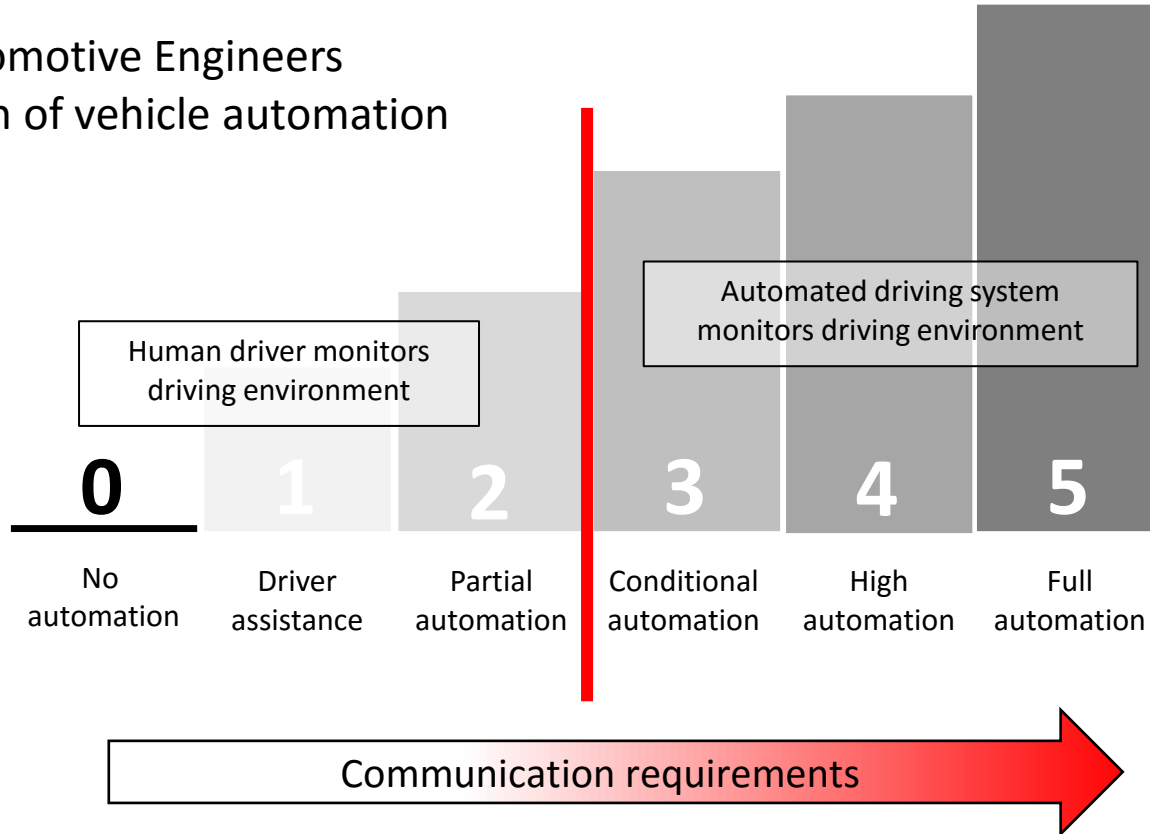 omotive Engineers
of vehicle automation
Human driver monitors
driving environment
Automated driving system
monitors driving environment
0
1
2
3
4
5
No
automation
Driver
assistance
Partial
automation
Conditional
automation
High
automation
Full
automation
Communication requirements